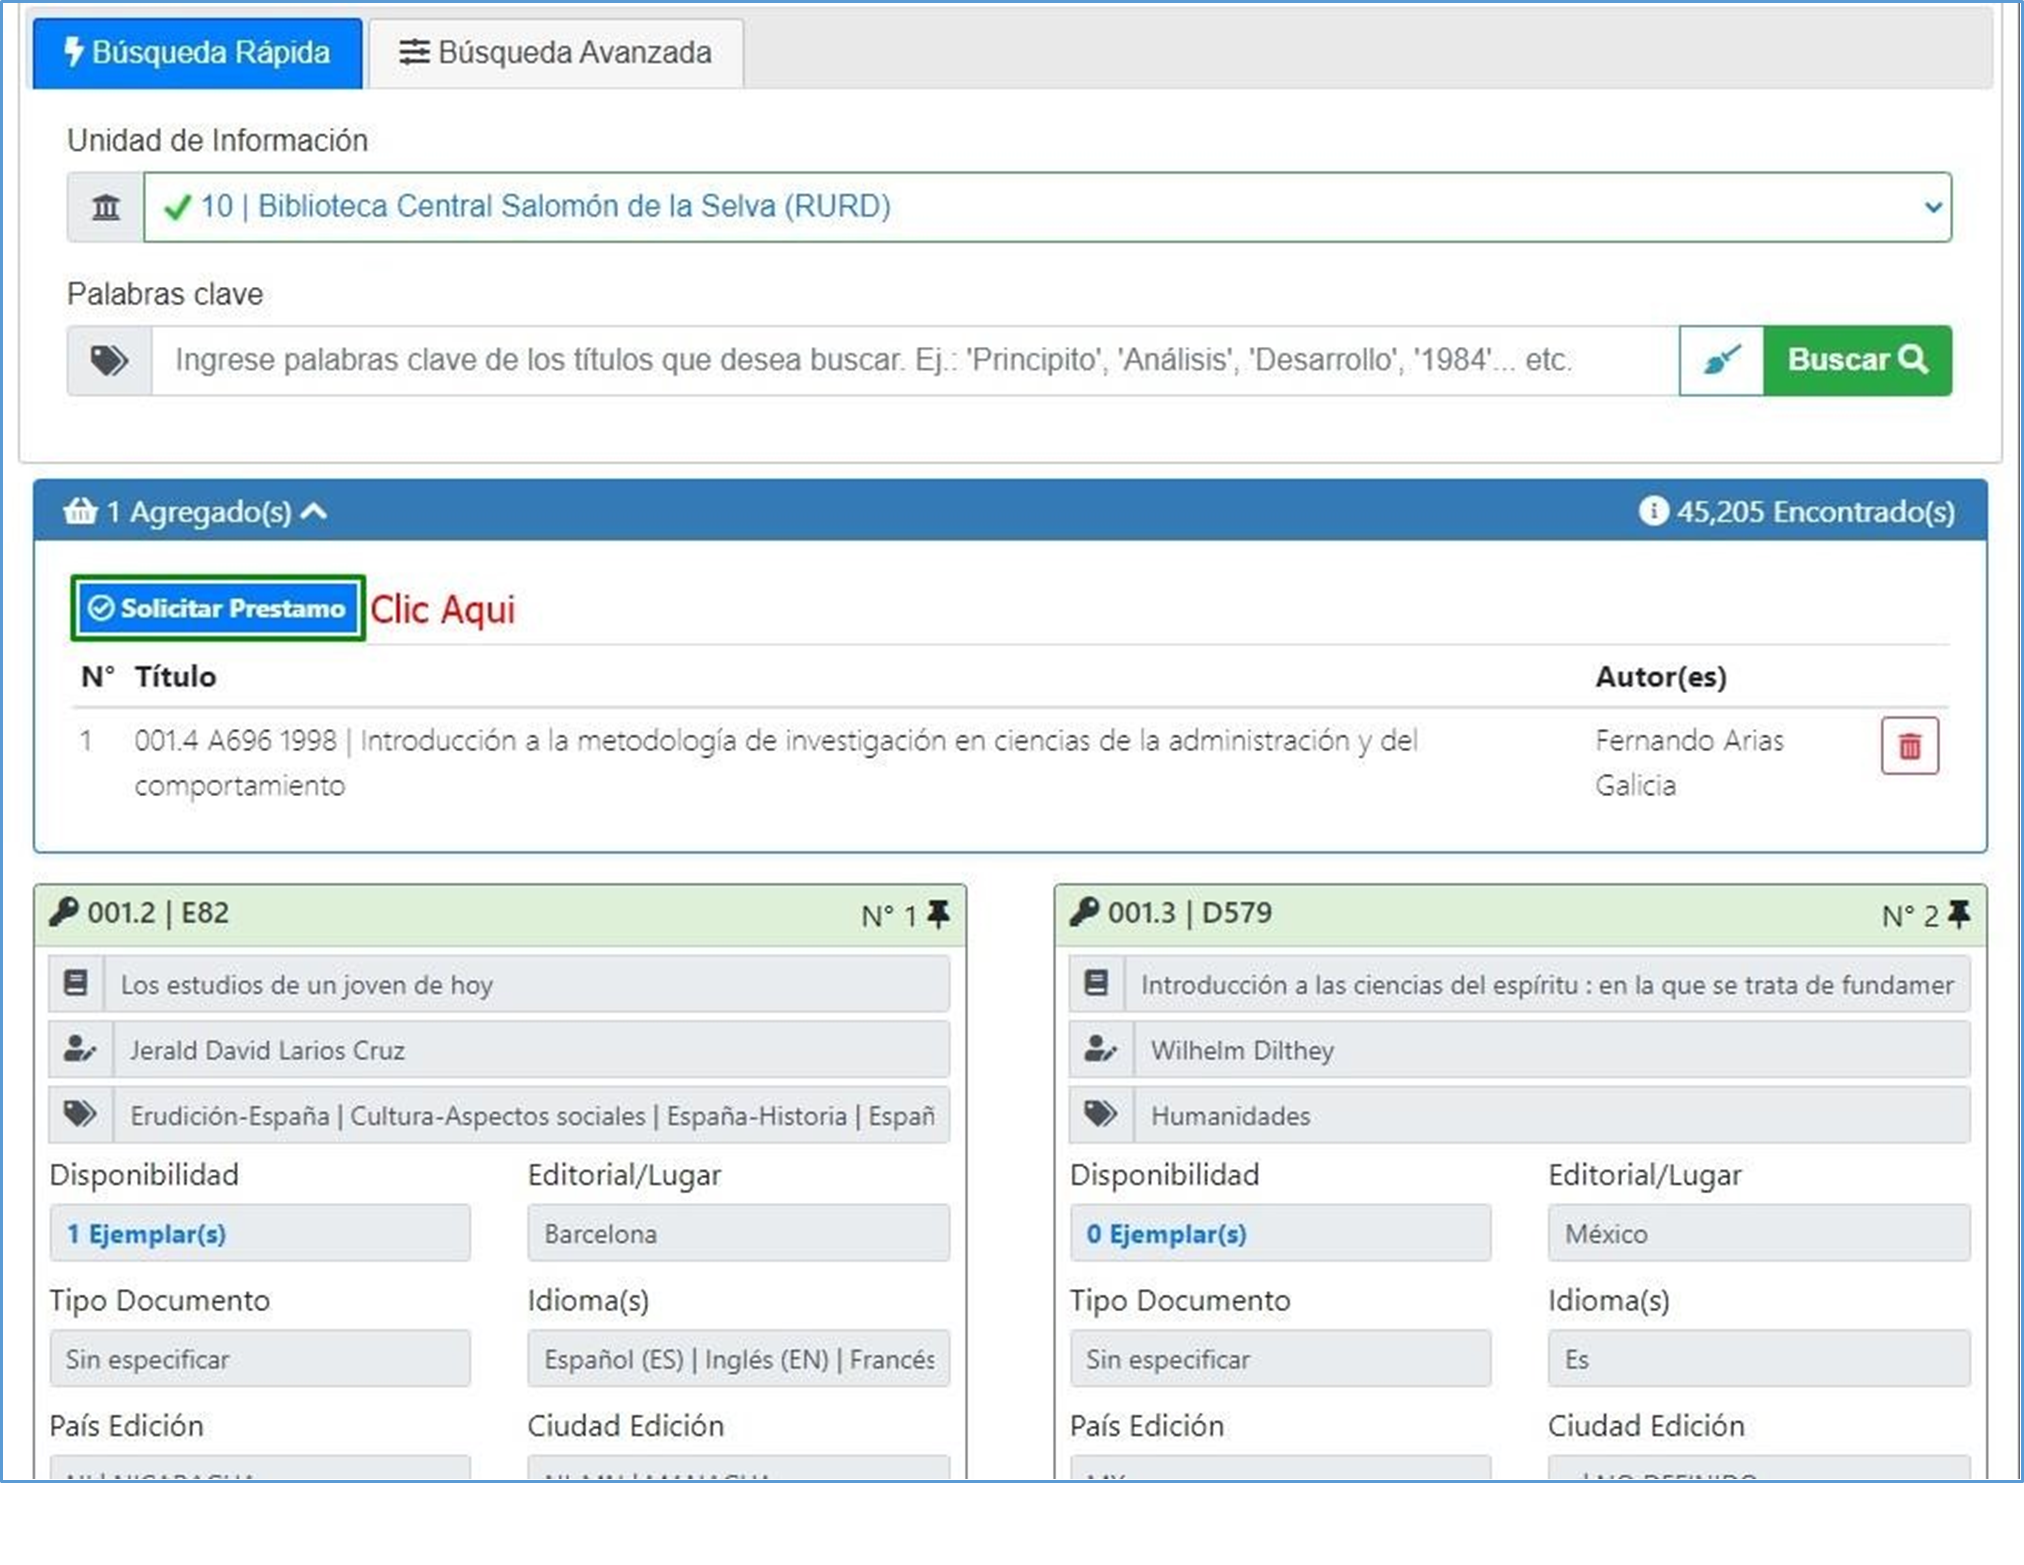 Búsqueda Rápida
Búsqueda Avanzada
Unidad de Información
10 | Biblioteca Central Salomón de la Selva (RURD)
Palabras clave
Ingrese palabras clave de los títulos que desea buscar. Ej.: 'Principito', 'Análisis', 'Desarrollo', '1984'... etc.
Buscar
1 Agregado(s)
45,205 Encontrado(s)
Solicitar Prestamo
Clic Aqui
N° Título Autor(es)
1 001.4 A696 1998 | Introducción a la metodología de investigación en ciencias de la administración y del
comportamiento
Fernando Arias
Galicia
001.2 | E82 N° 1
Los estudios de un joven de hoy
Jerald David Larios Cruz
Erudición-España | Cultura-Aspectos sociales | España-Historia | Españ
Disponibilidad Editorial/Lugar
1 Ejemplar(s) Barcelona
Tipo Documento Idioma(s)
Sin especificar Español (ES) | Inglés (EN) | Francés
País Edición Ciudad Edición
001.3 | D579 N° 2
Introducción a las ciencias del espíritu : en la que se trata de fundamer
Wilhelm Dilthey
Humanidades
Disponibilidad Editorial/Lugar
0 Ejemplar(s) México
Tipo Documento Idioma(s)
Sin especificar Es
País Edición Ciudad Edición